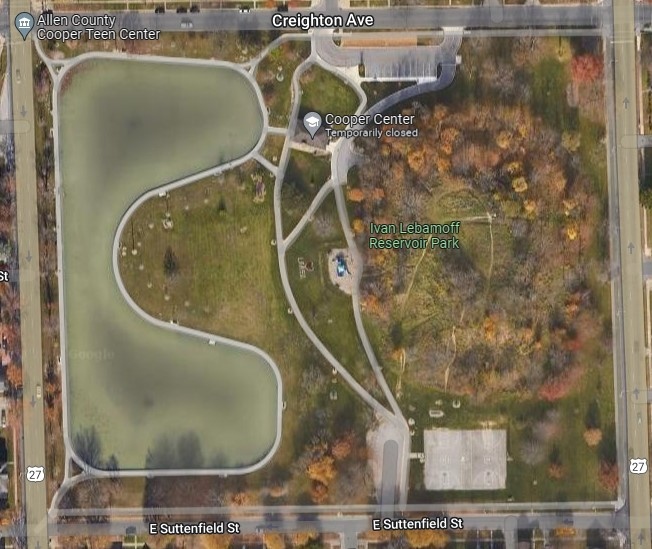 Creighton Ave
Allen County
Cooper Teen Center
Cooper Center
Temporarily closed
Ivan Lebamoff
Reservoir Park
St
Google
27
27
E Suttenfield St
E Suttenfield St